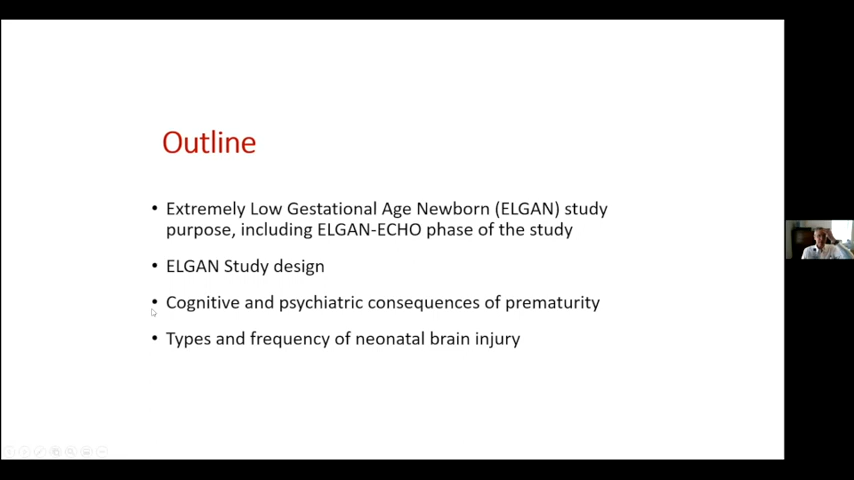 Outline
• Extremely Low Gestational Age Newborn (ELGAN) study
purpose, including ELGAN-ECHO phase of the study
• ELGAN Study design
• Cognitive and psychiatric consequences of prematurity
• Types and frequency of neonatal brain injury